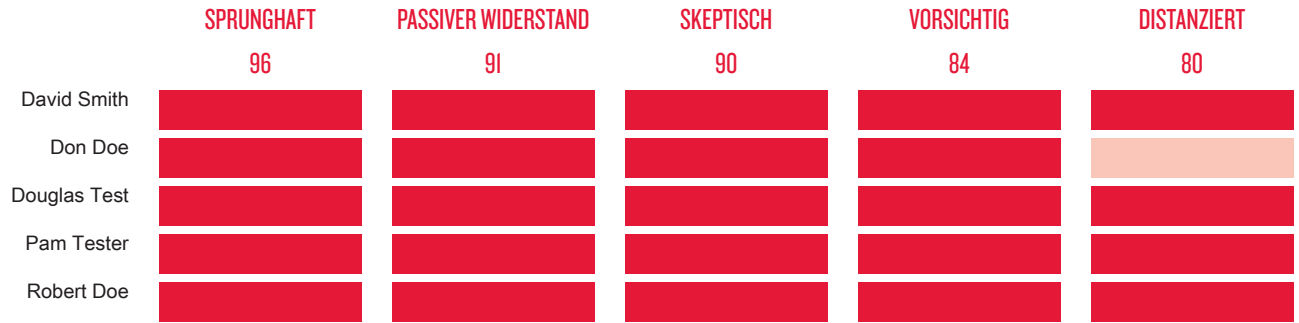 SPRUNGHAFT PASSIVER WIDERSTAND SKEPTISCH VORSICHTIG DISTANZIERT
96 91 90 84 80
David Smith
Don Doe
Douglas Test
Pam Tester
Robert Doe